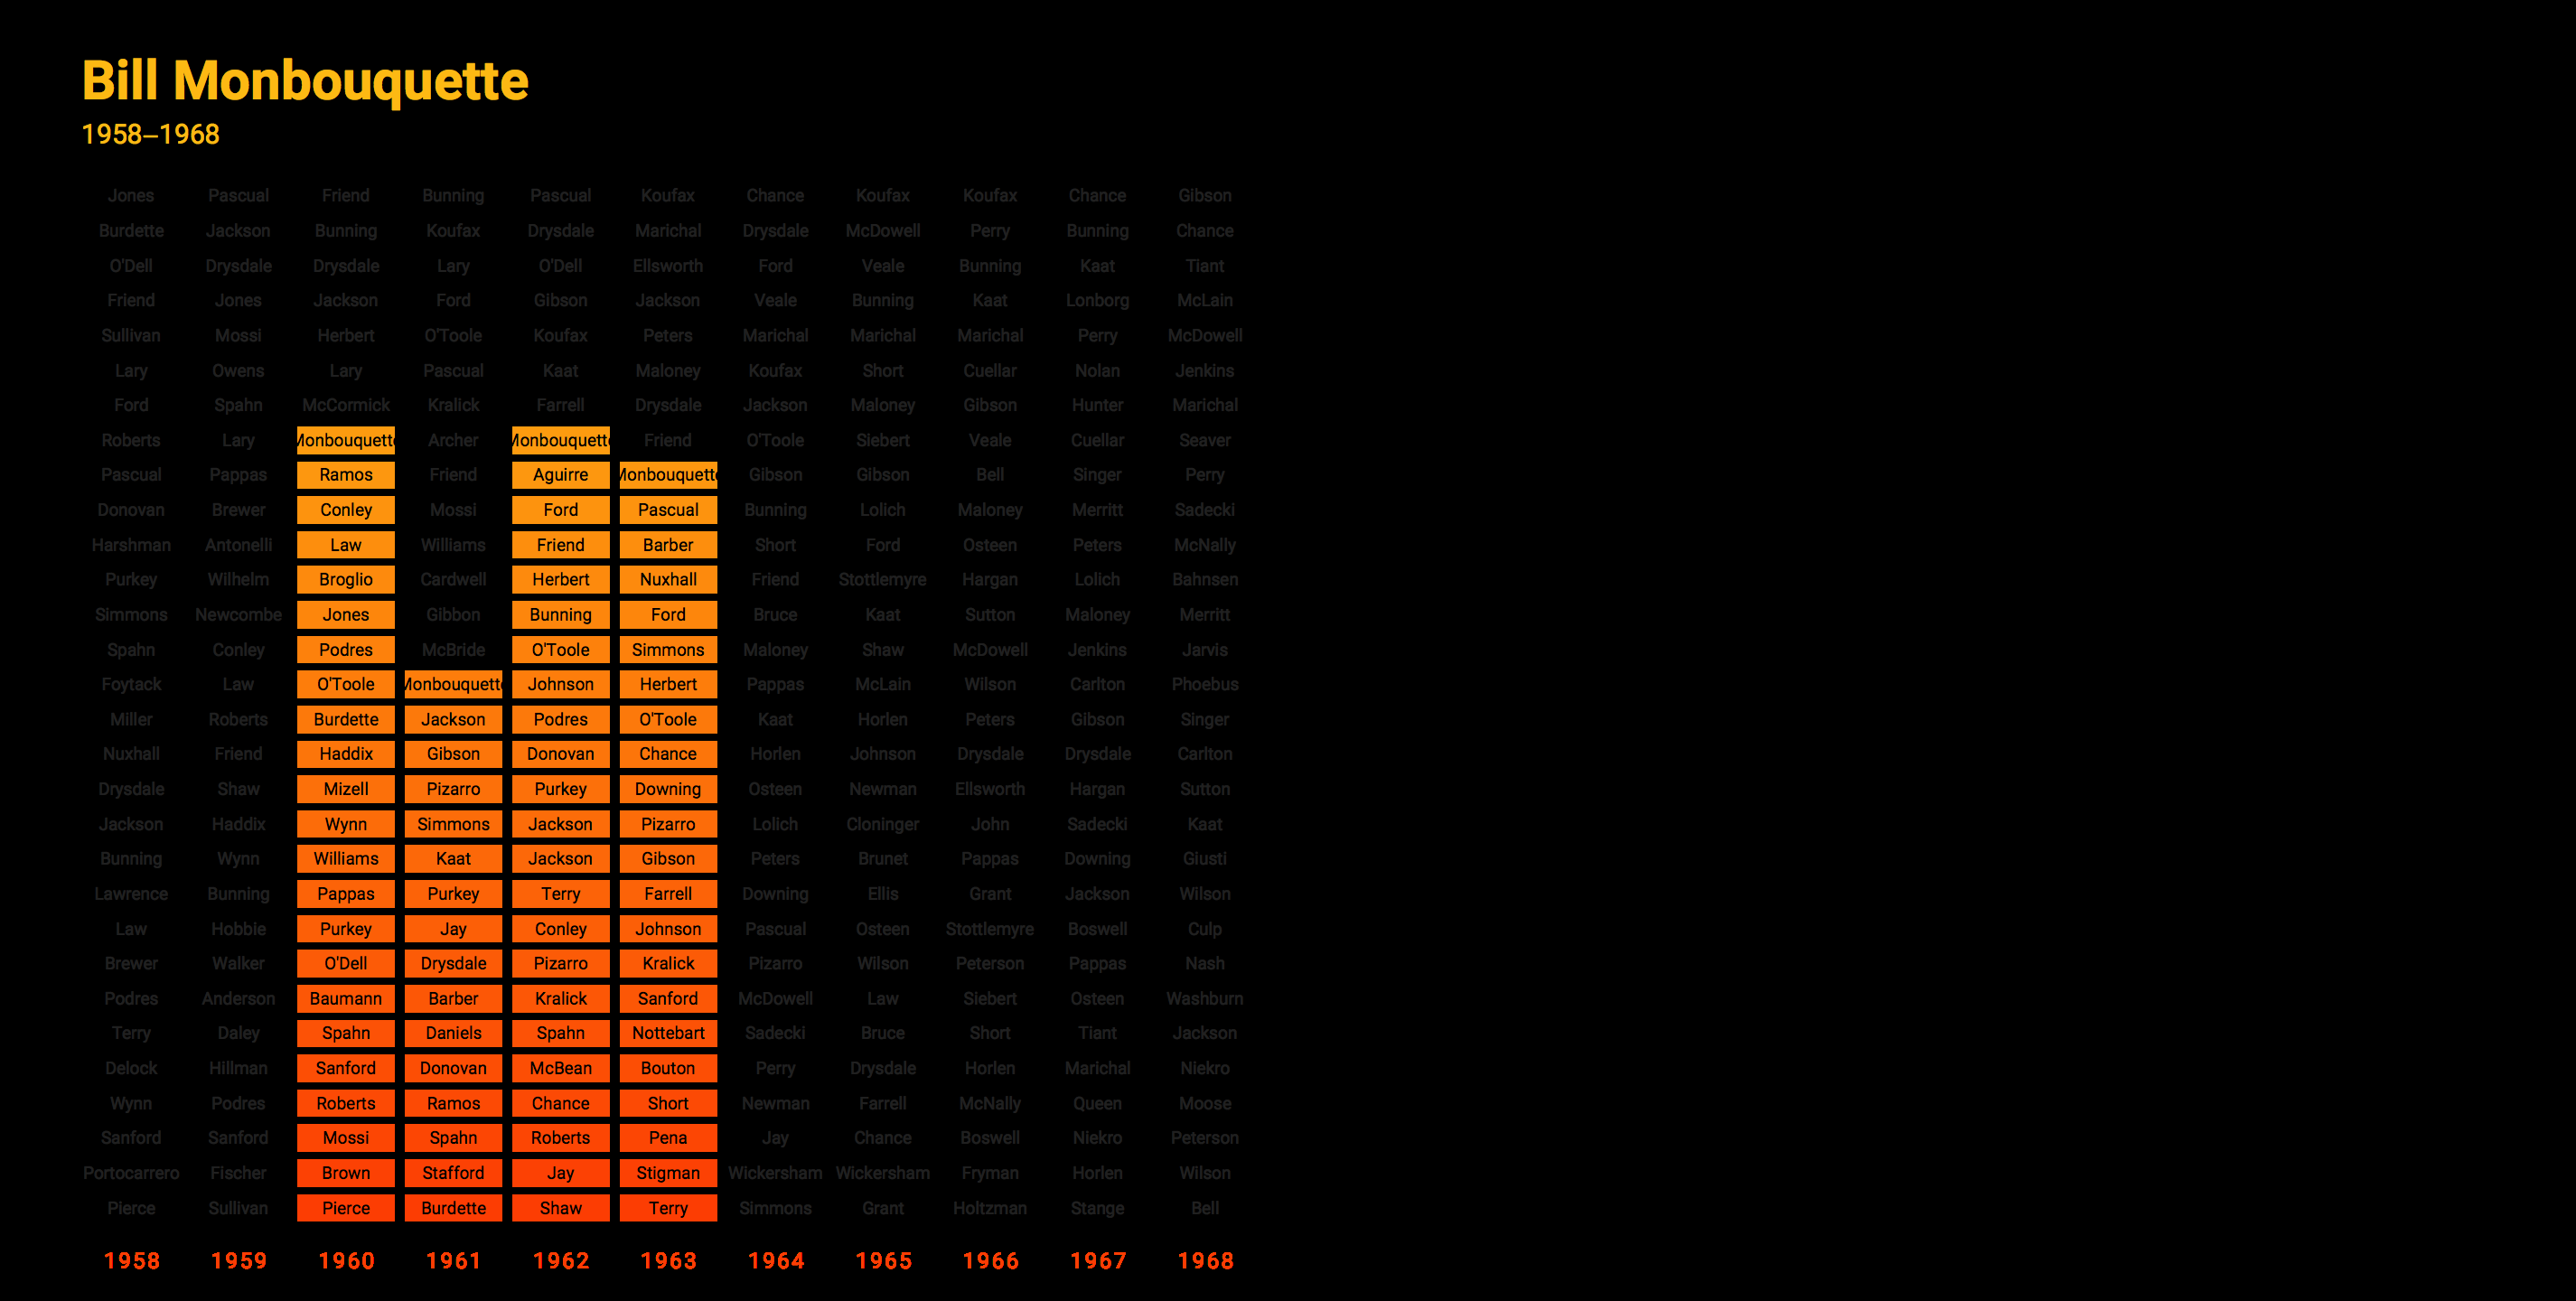 Bill Monbouquette
1958–1968
Jones Pascual Friend Bunning Pascual Koufax Chance Koufax Koufax Chance Gibson
Burdette Jackson Bunning Koufax Drysdale Marichal Drysdale McDowell Perry Bunning Chance
O'Dell Drysdale Drysdale Lary O'Dell Ellsworth Ford Veale Bunning Kaat Tiant
Friend Jones Jackson Ford Gibson Jackson Veale Bunning Kaat Lonborg McLain
Sullivan Mossi Herbert O'Toole Koufax Peters Marichal Marichal Marichal Perry McDowell
Lary Owens Lary Pascual Kaat Maloney Koufax Short Cuellar Nolan Jenkins
Ford Spahn McCormick Kralick Farrell Drysdale Jackson Maloney Gibson Hunter Marichal
Roberts Lary Monbouquette Archer Monbouquette Friend O'Toole Siebert Veale Cuellar Seaver
Pascual Pappas Ramos Friend Aguirre Monbouquette Gibson Gibson Bell Singer Perry
Donovan Brewer Conley Mossi Ford Pascual Bunning Lolich Maloney Merritt Sadecki
Harshman Antonelli Law Williams Friend Barber Short Ford Osteen Peters McNally
Purkey Wilhelm Broglio Cardwell Herbert Nuxhall Friend Stottlemyre Hargan Lolich Bahnsen
Simmons Newcombe Jones Gibbon Bunning Ford Bruce Kaat Sutton Maloney Merritt
Spahn Conley Podres McBride O'Toole Simmons Maloney Shaw McDowell Jenkins Jarvis
Foytack Law O'Toole Monbouquette Johnson Herbert Pappas McLain Wilson Carlton Phoebus
Miller Roberts Burdette Jackson Podres O'Toole Kaat Horlen Peters Gibson Singer
Nuxhall Friend Haddix Gibson Donovan Chance Horlen Johnson Drysdale Drysdale Carlton
Drysdale Shaw Mizell Pizarro Purkey Downing Osteen Newman Ellsworth Hargan Sutton
Jackson Haddix Wynn Simmons Jackson Pizarro Lolich Cloninger John Sadecki Kaat
Bunning Wynn Williams Kaat Jackson Gibson Peters Brunet Pappas Downing Giusti
Lawrence Bunning Pappas Purkey Terry Farrell Downing Ellis Grant Jackson Wilson
Law Hobbie Purkey Jay Conley Johnson Pascual Osteen Stottlemyre Boswell Culp
Brewer Walker O'Dell Drysdale Pizarro Kralick Pizarro Wilson Peterson Pappas Nash
Podres Anderson Baumann Barber Kralick Sanford McDowell Law Siebert Osteen Washburn
Terry Daley Spahn Daniels Spahn Nottebart Sadecki Bruce Short Tiant Jackson
Delock Hillman Sanford Donovan McBean Bouton Perry Drysdale Horlen Marichal Niekro
Wynn Podres Roberts Ramos Chance Short Newman Farrell McNally Queen Moose
Sanford Sanford Mossi Spahn Roberts Pena Jay Chance Boswell Niekro Peterson
Portocarrero Fischer Brown Stafford Jay Stigman Wickersham Wickersham Fryman Horlen Wilson
Pierce Sullivan Pierce Burdette Shaw Terry Simmons Grant Holtzman Stange Bell
1958 1959 1960 1961 1962 1963 1964 1965 1966 1967 1968